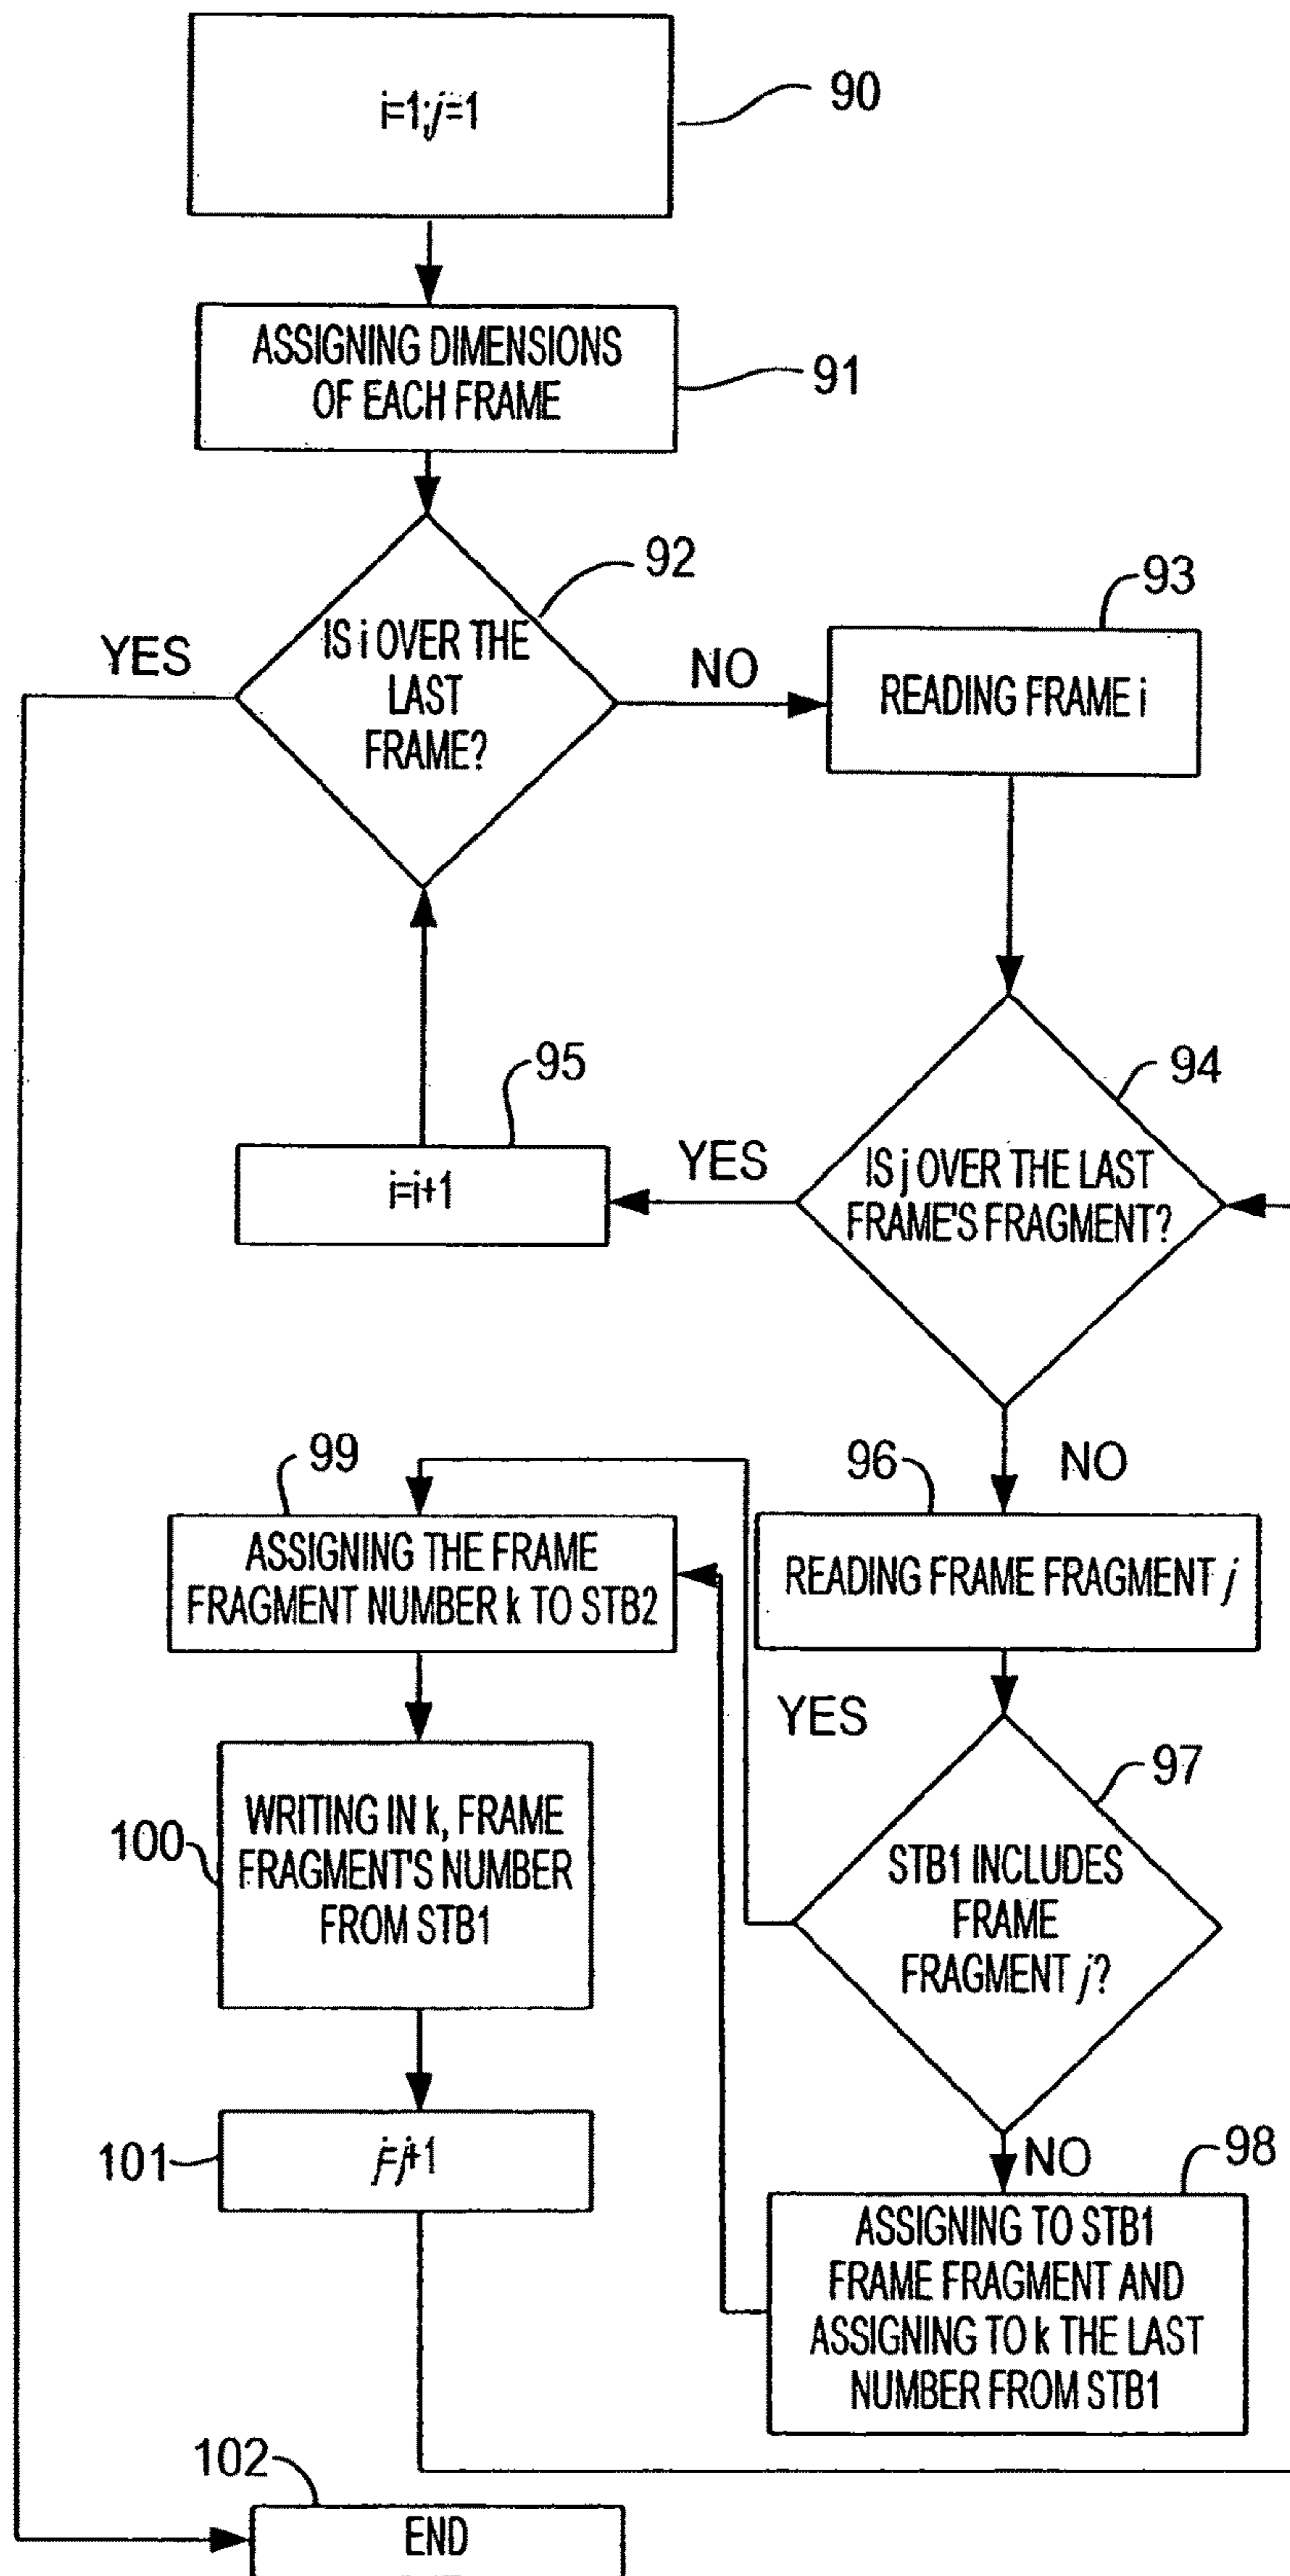 i=1;j=1
90
ASSIGNING DIMENSIONS
OF EACH FRAME
91
92
IS i OVER THE
LAST
FRAME?
YES
NO
93
READING FRAME i
94
IS j OVER THE LAST
FRAME'S FRAGMENT?
YES
95
i=i+1
NO
96
READING FRAME FRAGMENT j
99
ASSIGNING THE FRAME
FRAGMENT NUMBER k TO STB2
YES
97
STB1 INCLUDES
FRAME
FRAGMENT j?
100
WRITING IN k, FRAME
FRAGMENT'S NUMBER
FROM STB1
101
j=j+1
NO
98
ASSIGNING TO STB1
FRAME FRAGMENT AND
ASSIGNING TO k THE LAST
NUMBER FROM STB1
102
END